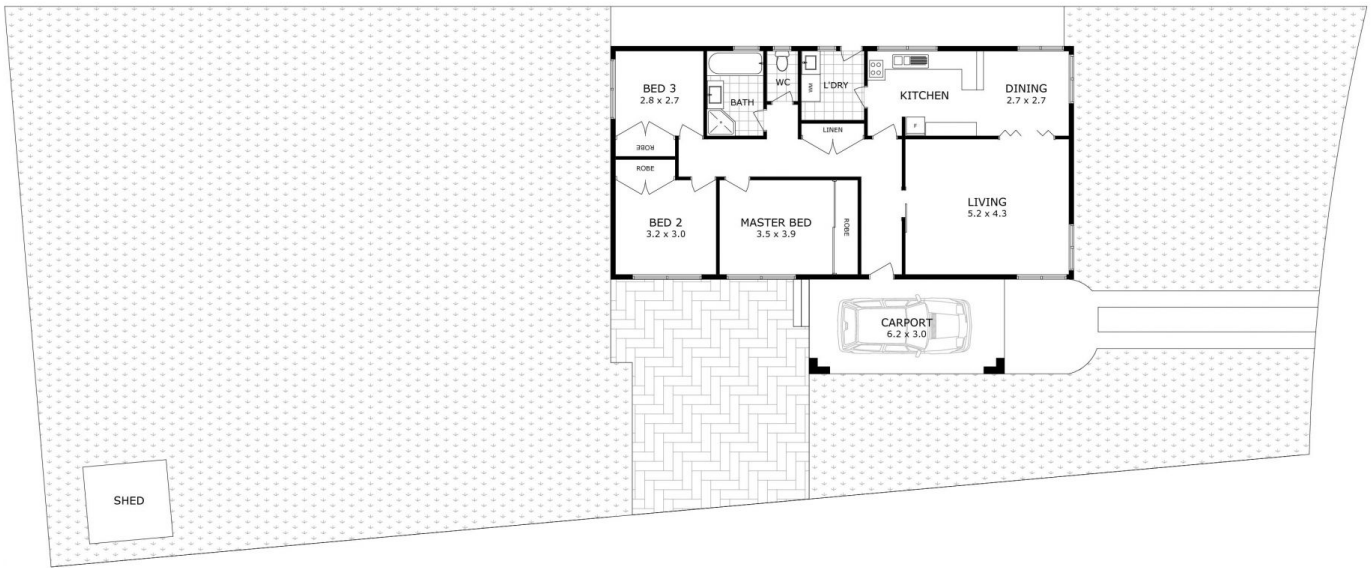 BED 3
2.8 x 2.7
BATH
WC
WM
L'DRY
KITCHEN
DINING
2.7 x 2.7
F
LINEN
ROBE
ROBE
BED 2
3.2 x 3.0
MASTER BED
3.5 x 3.9
ROBE
LIVING
5.2 x 4.3
CARPORT
6.2 x 3.0
SHED